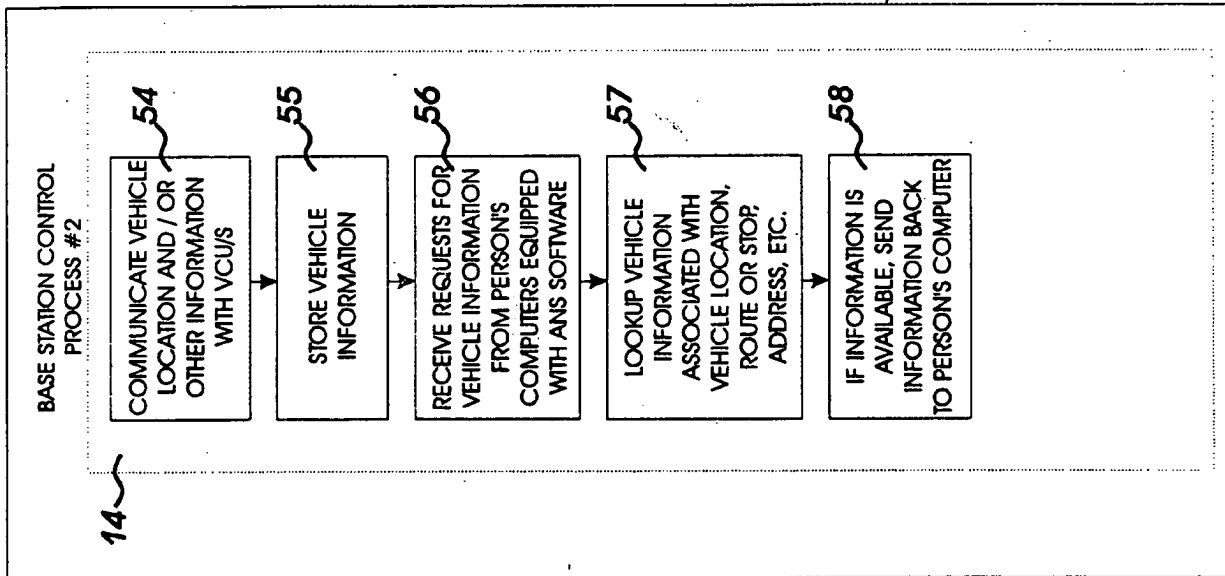 BASE STATION CONTROL
PROCESS #2
14
COMMUNICATE VEHICLE
LOCATION AND / OR
OTHER INFORMATION
WITH VCU/S
54
STORE VEHICLE
INFORMATION
55
RECEIVE REQUESTS FOR
VEHICLE INFORMATION
FROM PERSON'S
COMPUTERS EQUIPPED
WITH ANS SOFTWARE
56
LOOKUP VEHICLE
INFORMATION
ASSOCIATED WITH
VEHICLE LOCATION,
ROUTE OR STOP,
ADDRESS, ETC.
57
IF INFORMATION IS
AVAILABLE, SEND
INFORMATION BACK
TO PERSON'S COMPUTER
58